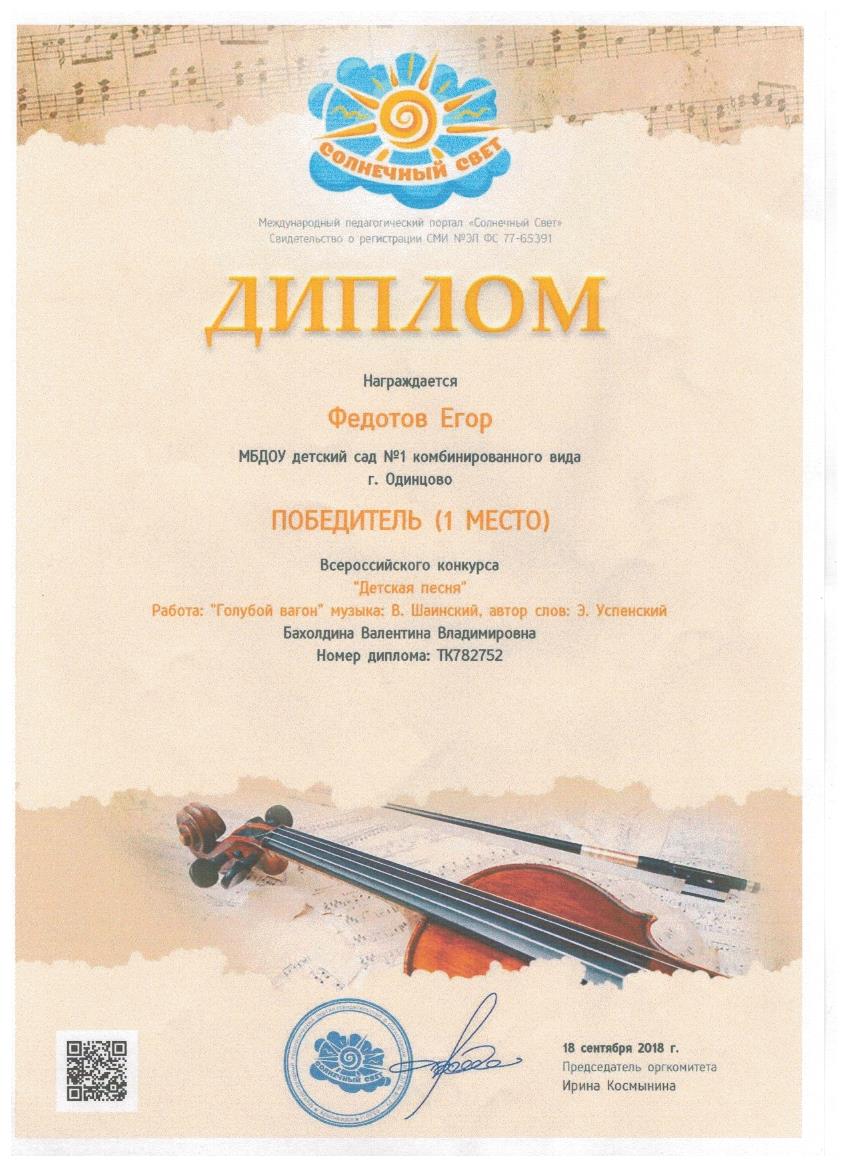 СОЛНЕЧНЫЙ СВЕТ
Международный педагогический портал «Солнечный Свет»
Свидетельство о регистрации СМИ №ЭЛ ФС 77-65391
ДИПЛОМ
Награждается
Федотов Егор
МБДОУ детский сад №1 комбинированного вида
г. Одинцово
ПОБЕДИТЕЛЬ (1 МЕСТО)
Всероссийского конкурса
"Детская песня"
Работа: "Голубой вагон" музыка: В. Шаинский, автор слов: Э. Успенский
Бахолдина Валентина Владимировна
Номер диплома: ТК782752
СОЛНЕЧНЫЙ СВЕТ
18 сентября 2018 г.
Председатель оргкомитета
Ирина Космынина